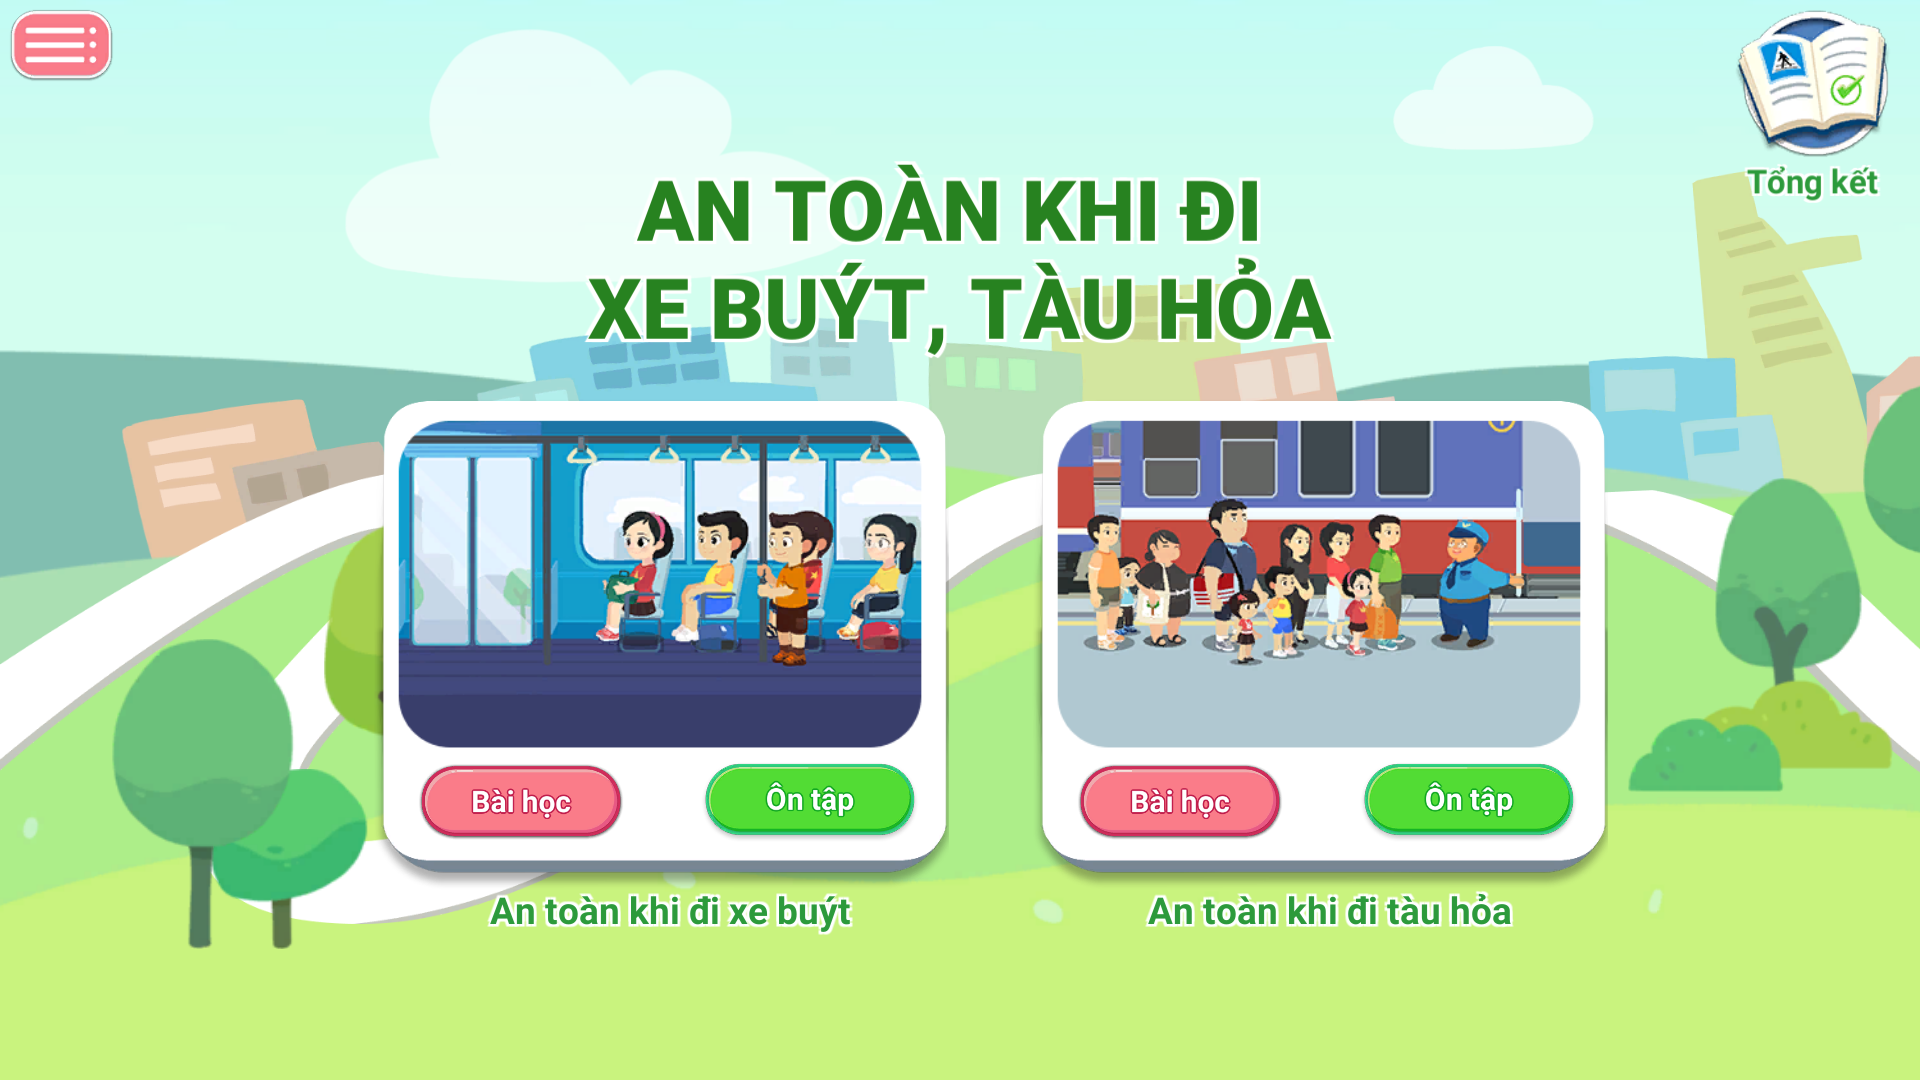 Tổng kết
AN TOÀN KHI ĐI
XE BUÝT, TÀU HỎA
Bài học
Ôn tập
Bài học
Ôn tập
An toàn khi đi xe buýt
An toàn khi đi tàu hỏa